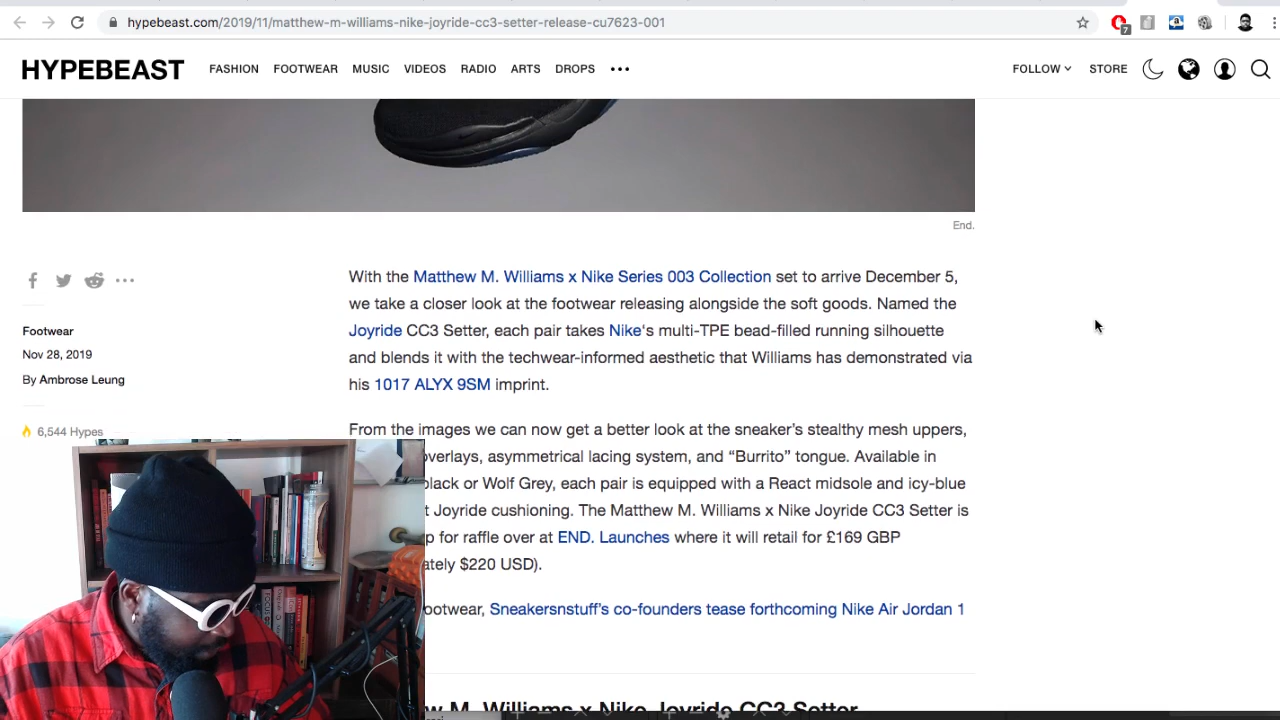 hypebeast.com/2019/11/matthew-m-williams-nike-joyride-cc3-setter-release-cu7623-001
7
HYPEBEAST FASHION FOOTWEAR MUSIC VIDEOS RADIO ARTS DROPS FOLLOW STORE
End.
With the Matthew M. Williams x Nike Series 003 Collection set to arrive December 5,
we take a closer look at the footwear releasing alongside the soft goods. Named the
Joyride CC3 Setter, each pair takes Nike's multi-TPE bead-filled running silhouette
and blends it with the techwear-informed aesthetic that Williams has demonstrated via
his 1017 ALYX 9SM imprint.
Footwear
Nov 28, 2019
By Ambrose Leung
6,544 Hypes
From the images we can now get a better look at the sneaker's stealthy mesh uppers,
overlays, asymmetrical lacing system, and “Burrito” tongue. Available in
black or Wolf Grey, each pair is equipped with a React midsole and icy-blue
Joyride cushioning. The Matthew M. Williams x Nike Joyride CC3 Setter is
for raffle over at END. Launches where it will retail for £169 GBP
$220 USD).
Sneakersnstuff's co-founders tease forthcoming Nike Air Jordan 1
M. Williams x Nike Joyride CC3 Setter